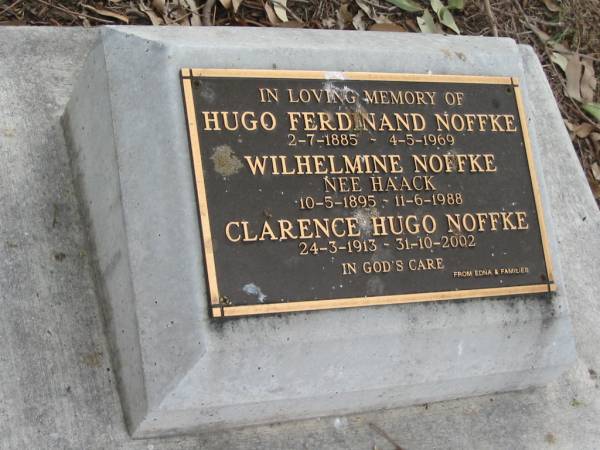 IN LOVING MEMORY OF
HUGO FERDINAND NOFFKE
2-7-1885 - 4-5-1969
WILHELMINE NOFFKE
NEE HAACK
10-5-1895 - 11-6-1988
CLARENCE HUGO NOFFKE
24-3-1913 - 31-10-2002
IN GOD'S CARE
FROM EDNA & FAMILIES